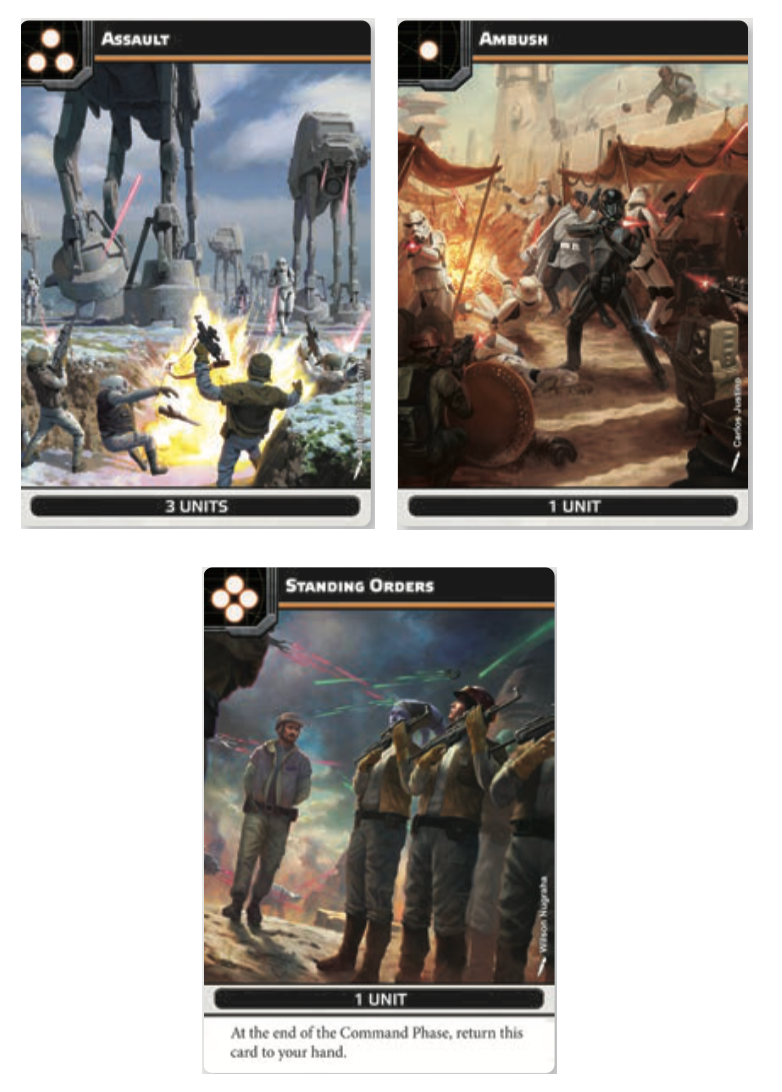 ASSAULT
3 UNITS
AMBUSH
Carlos Justino
1 UNIT
STANDING ORDERS
Wilson Nugraha
1 UNIT
At the end of the Command Phase, return this
card to your hand.